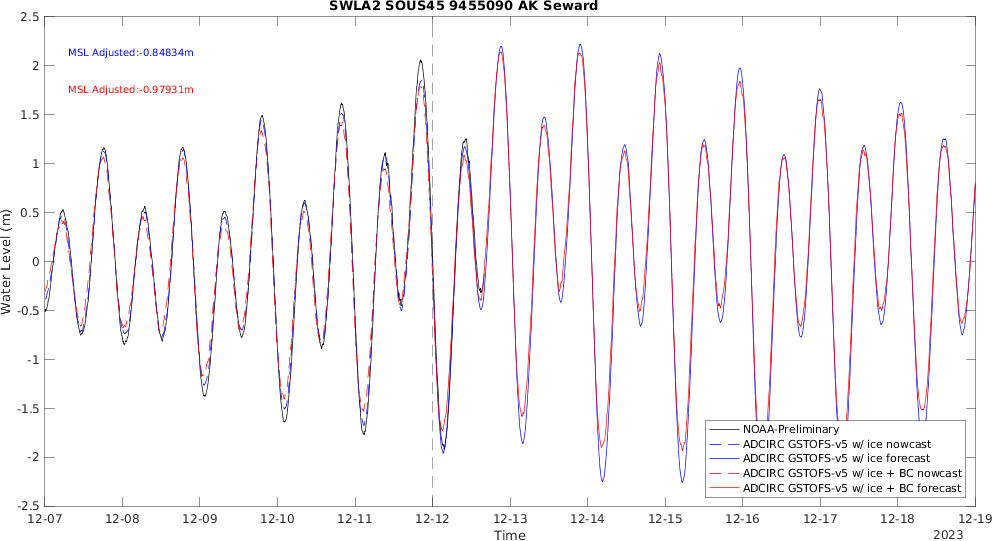 SWLA2 SOUS45 9455090 AK Seward
MSL Adjusted:-0.84834m
MSL Adjusted:-0.97931m
Water Level (m)
2.5
2
1.5
1
0.5
0
-0.5
-1
-1.5
-2
-2.5
NOAA-Preliminary
ADCIRC GSTOFS-v5 w/ ice nowcast
ADCIRC GSTOFS-v5 w/ ice forecast
ADCIRC GSTOFS-v5 w/ ice + BC nowcast
ADCIRC GSTOFS-v5 w/ ice + BC forecast
12-07 12-08 12-09 12-10 12-11 12-12 12-13 12-14 12-15 12-16 12-17 12-18 12-19
Time
2023